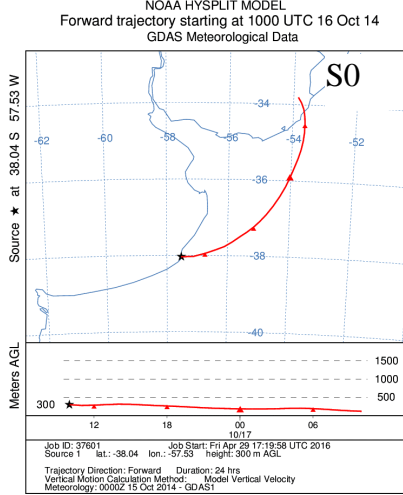 NOAA HYSPLIT MODEL
Forward trajectory starting at 1000 UTC 16 Oct 14
GDAS Meteorological Data
S0
-34
-62
-60
-58
-56
-54
-52
-36
-38
-40
Source ★ at 38.04 S 57.53 W
Meters AGL
1500
1000
500
300
12
18
00
06
10/17
Job ID: 37601 Job Start: Fri Apr 29 17:19:58 UTC 2016
Source 1 lat.: -38.04 lon.: -57.53 height: 300 m AGL
Trajectory Direction: Forward Duration: 24 hrs
Vertical Motion Calculation Method: Model Vertical Velocity
Meteorology: 0000Z 15 Oct 2014 - GDAS1